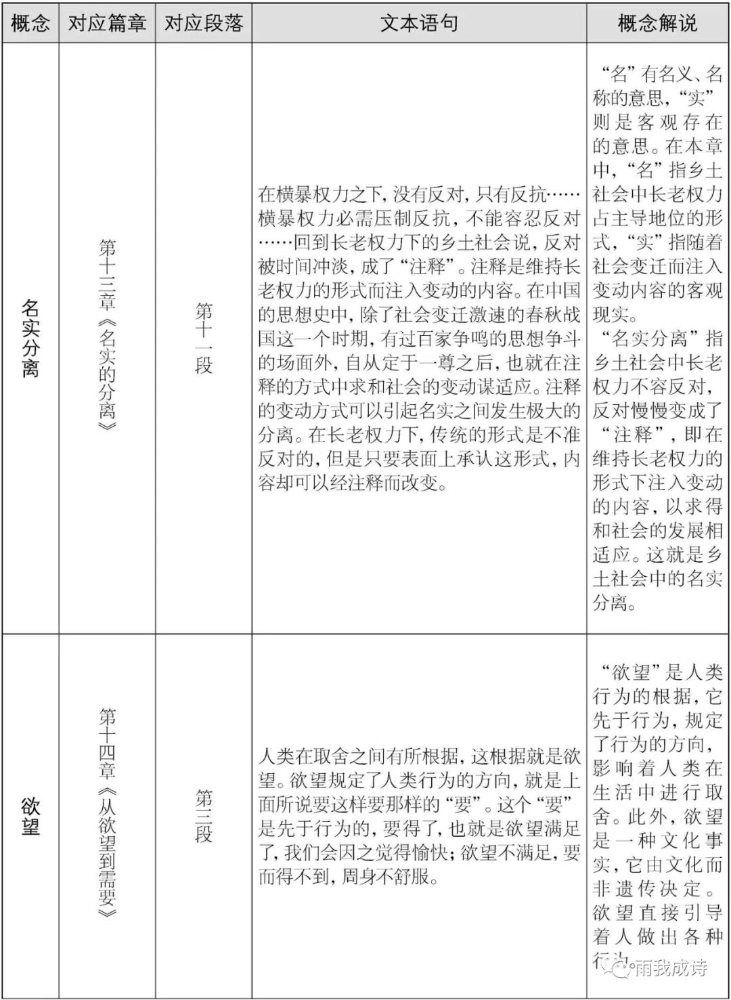 概念 对应篇章 对应段落 文本语句 概念解说
名实分离
第十三章《名实的分离》
第十一段
在横暴权力之下，没有反对，只有反抗……
横暴权力必需压制反抗，不能容忍反对
……回到长老权力下的乡土社会说，反对
被时间冲淡，成了“注释”。注释是维持长
老权力的形式而注入变动的内容。在中国
的思想史中，除了社会变迁激速的春秋战
国这一个时期，有过百家争鸣的思想争斗
的场面外，自从定于一尊之后，也就在注
释的方式中求和社会的变动谋适应。注释
的变动方式可以引起名实之间发生极大的
分离。在长老权力下，传统的形式是不准
反对的，但是只要表面上承认这形式，内
容却可以经注释而改变。
“名”有名义、名
称的意思，“实”
则是客观存在
的意思。在本章
中，“名”指乡土
社会中长老权力
占主导地位的形
式，“实”指随着
社会变迁而注入
变动内容的客观
现实。
“名实分离”指
乡土社会中长老
权力不容反对，
反对慢慢变成了
“注释”，即在
维持长老权力的
形式下注入变动
的内容，以求得
和社会的发展相
适应。这就是乡
土社会中的名实
分离。
欲望
第十四章《从欲望到需要》
第三段
人类在取舍之间有所根据，这根据就是欲
望。欲望规定了人类行为的方向，就是上
面所说要这样要那样的“要”。这个“要”
是先于行为的，要得了，也就是欲望满足
了，我们会因之觉得愉快；欲望不满足，要
而得不到，周身不舒服。
“欲望”是人类
行为的根据，它
先于行为，规定
了行为的方向，
影响着人类在
生活中进行取
舍。此外，欲望
是一种文化事
实，它由文化而
非遗传决定。
欲望直接引导
着人做出各种
行为。
雨我成诗